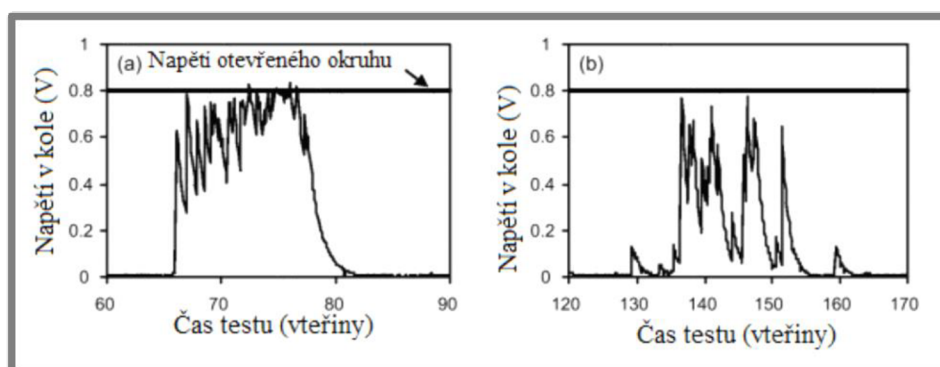 (a) Napěti otevřeného okruhu
Napětí v kole (V)
1
0.8
0.6
0.4
0.2
0
60 70 80 90
Čas testu (vteřiny)
(b)
Napětí v kole (V)
1
0.8
0.6
0.4
0.2
0
120 130 140 150 160 170
Čas testu (vteřiny)